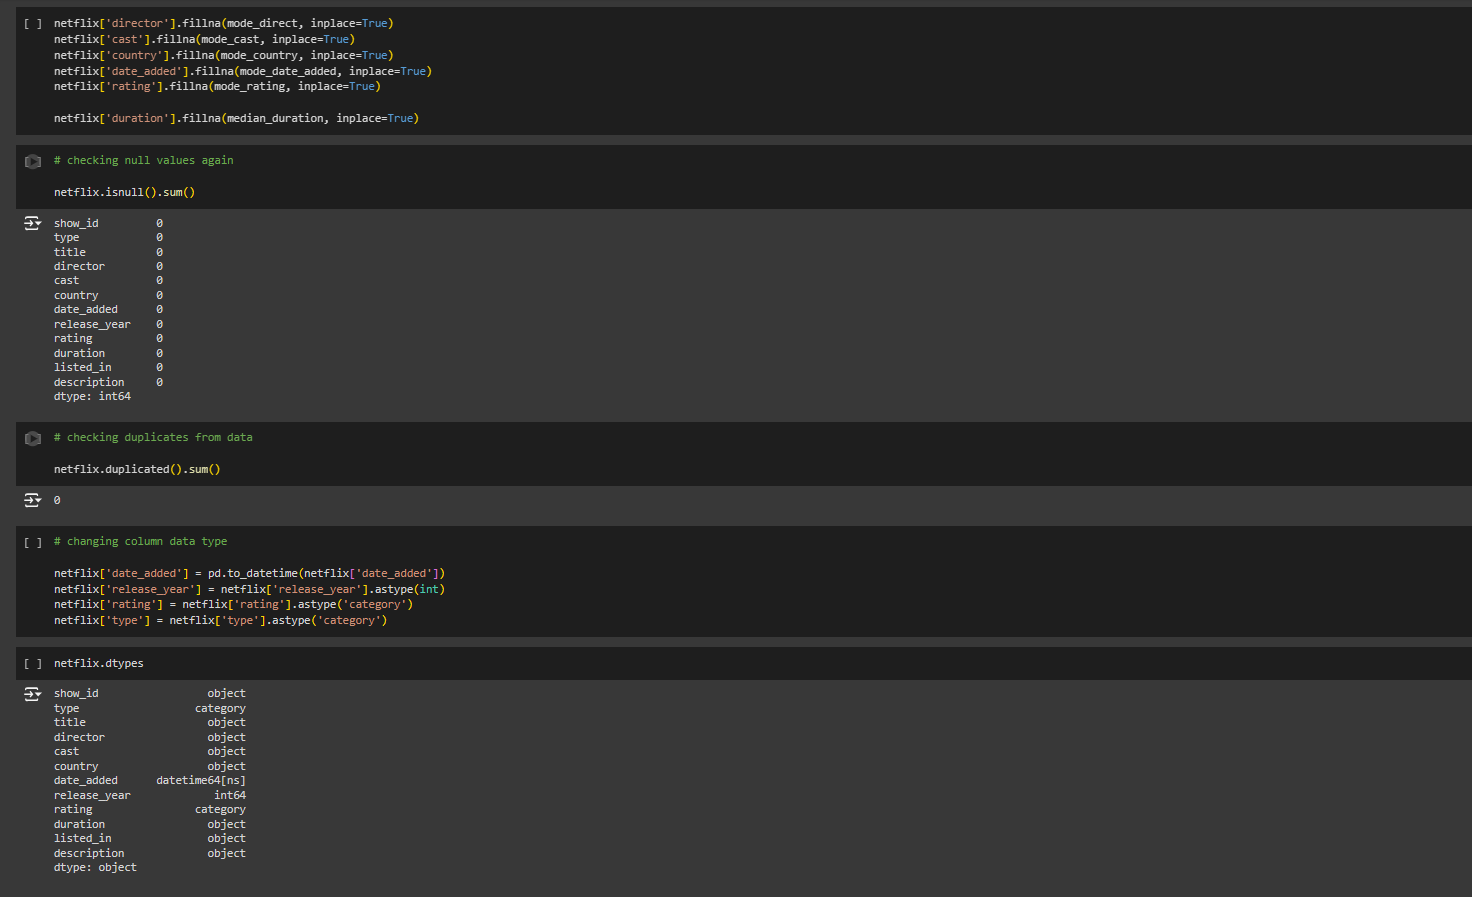 [ ] netflix['director'].fillna(mode_direct, inplace=True)
netflix['cast'].fillna(mode_cast, inplace=True)
netflix['country'].fillna(mode_country, inplace=True)
netflix['date_added'].fillna(mode_date_added, inplace=True)
netflix['rating'].fillna(mode_rating, inplace=True)
netflix['duration'].fillna(median_duration, inplace=True)
# checking null values again
netflix.isnull().sum()
show_id 0
type 0
title 0
director 0
cast 0
country 0
date_added 0
release_year 0
rating 0
duration 0
listed_in 0
description 0
dtype: int64
# checking duplicates from data
netflix.duplicated().sum()
0
[ ] # changing column data type
netflix['date_added'] = pd.to_datetime(netflix['date_added'])
netflix['release_year'] = netflix['release_year'].astype(int)
netflix['rating'] = netflix['rating'].astype('category')
netflix['type'] = netflix['type'].astype('category')
[ ] netflix.dtypes
show_id object
type category
title object
director object
cast object
country object
date_added datetime64[ns]
release_year int64
rating category
duration object
listed_in object
description object
dtype: object